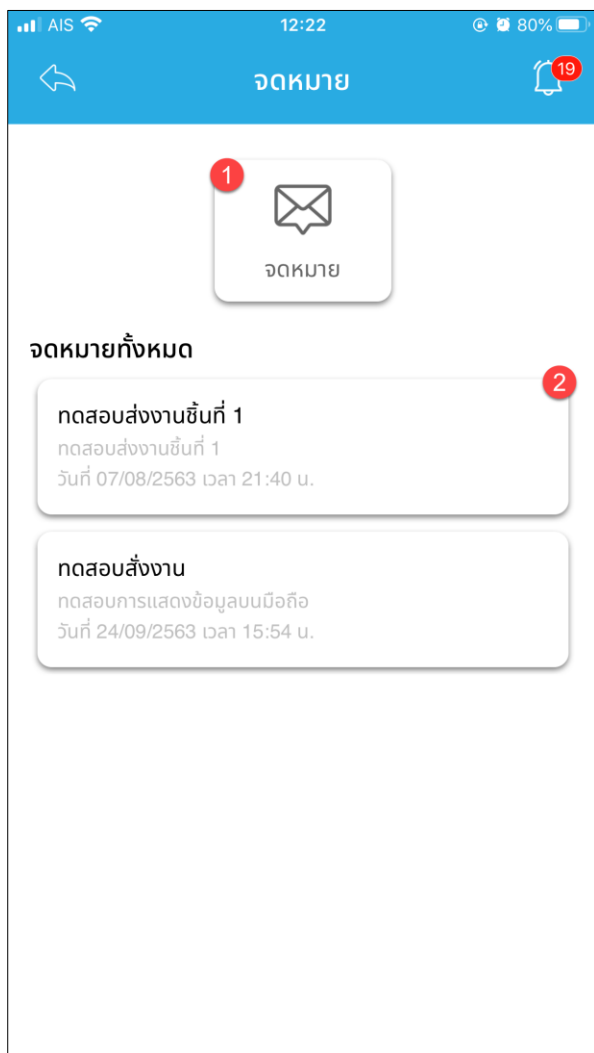 AIS 12:22 80%
จดหมาย 19
1
จดหมาย
จดหมายทั้งหมด
2
ทดสอบส่งงานชิ้นที่ 1
ทดสอบส่งงานชิ้นที่ 1
วันที่ 07/08/2563 เวลา 21:40 น.
ทดสอบสั่งงาน
ทดสอบการแสดงข้อมูลบนมือถือ
วันที่ 24/09/2563 เวลา 15:54 น.